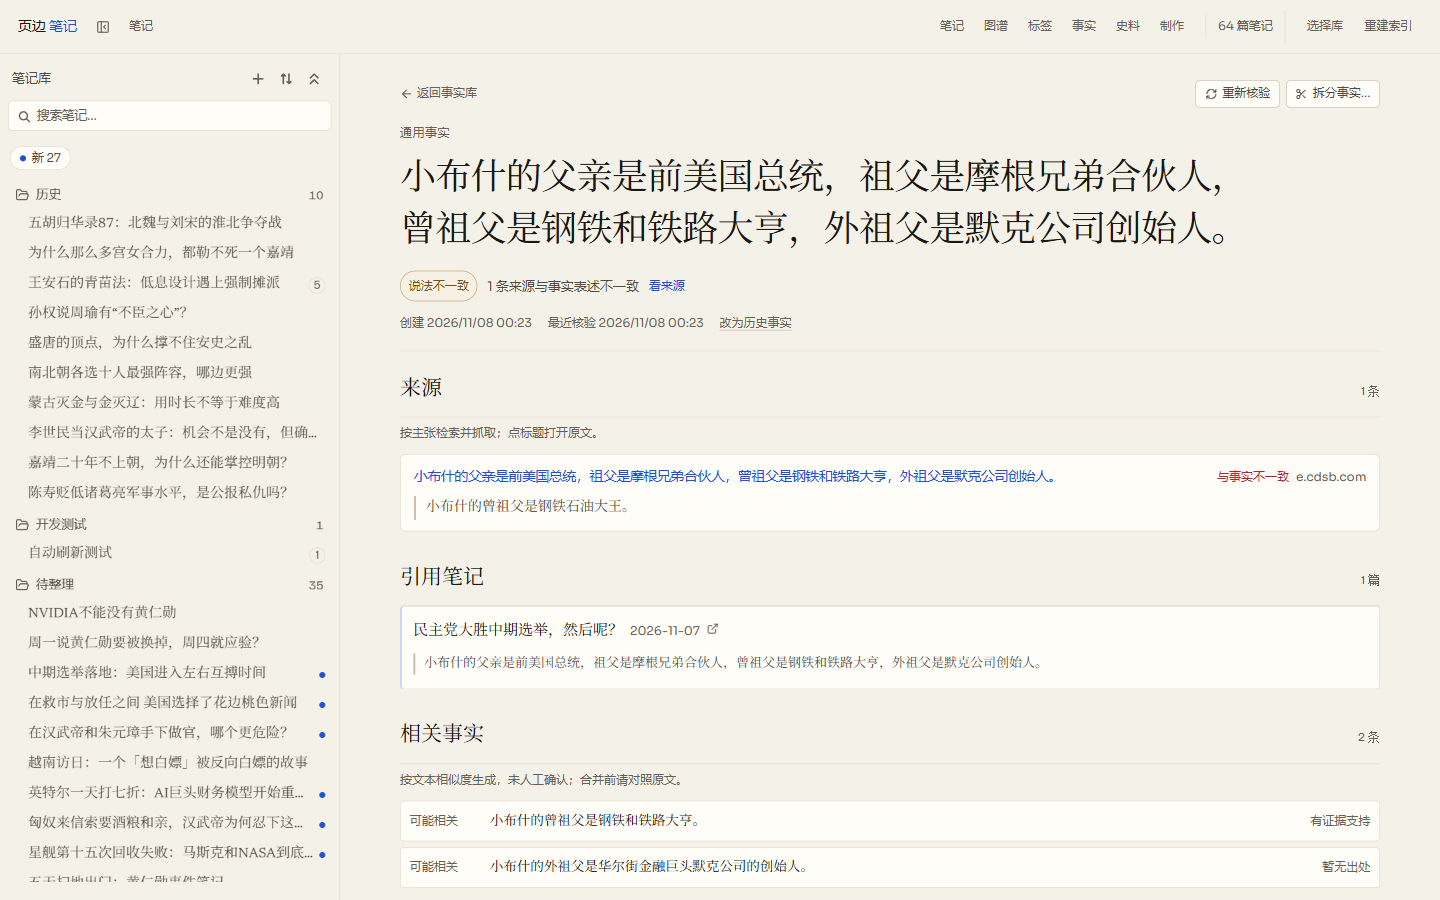 页边 笔记
笔记
笔记 图谱 标签 事实 史料 制作 64 篇笔记 选择库 重建索引
笔记库
搜索笔记...
新 27
历史 10
五胡归华录87：北魏与刘宋的淮北争夺战
为什么那么多宫女合力，都勒不死一个嘉靖
王安石的青苗法：低息设计遇上强制摊派 5
孙权说周瑜有“不臣之心”？
盛唐的顶点，为什么撑不住安史之乱
南北朝各选十人最强阵容，哪边更强
蒙古灭金与金灭辽：用时长不等于难度高
李世民当汉武帝的太子：机会不是没有，但确...
嘉靖二十年不上朝，为什么还能掌控明朝？
陈寿贬低诸葛亮军事水平，是公报私仇吗？
开发测试 1
自动刷新测试 1
待整理 35
NVIDIA不能没有黄仁勋
周一说黄仁勋要被换掉，周四就应验？
中期选举落地：美国进入左右互搏时间
在救市与放任之间 美国选择了花边桃色新闻
在汉武帝和朱元璋手下做官，哪个更危险？
越南访日：一个「想白嫖」被反向白嫖的故事
英特尔一天打七折：AI巨头财务模型开始重...
匈奴来信索要酒粮和亲，汉武帝为何忍下这...
星舰第十五次回收失败：马斯克和NASA到底...
返回事实库
重新核验 拆分事实...
通用事实
小布什的父亲是前美国总统，祖父是摩根兄弟合伙人，
曾祖父是钢铁和铁路大亨，外祖父是默克公司创始人。
说法不一致 1 条来源与事实表述不一致 看来源
创建 2026/11/08 00:23 最近核验 2026/11/08 00:23 改为历史事实
来源 1 条
按主张检索并抓取；点标题打开原文。
小布什的父亲是前美国总统，祖父是摩根兄弟合伙人，曾祖父是钢铁和铁路大亨，外祖父是默克公司创始人。 与事实不一致 e.cdsb.com
小布什的曾祖父是钢铁石油大王。
引用笔记 1 篇
民主党大胜中期选举，然后呢？ 2026-11-07
小布什的父亲是前美国总统，祖父是摩根兄弟合伙人，曾祖父是钢铁和铁路大亨，外祖父是默克公司创始人。
相关事实 2 条
按文本相似度生成，未人工确认；合并前请对照原文。
可能相关 小布什的曾祖父是钢铁和铁路大亨。 有证据支持
可能相关 小布什的外祖父是华尔街金融巨头默克公司的创始人。 暂无出处